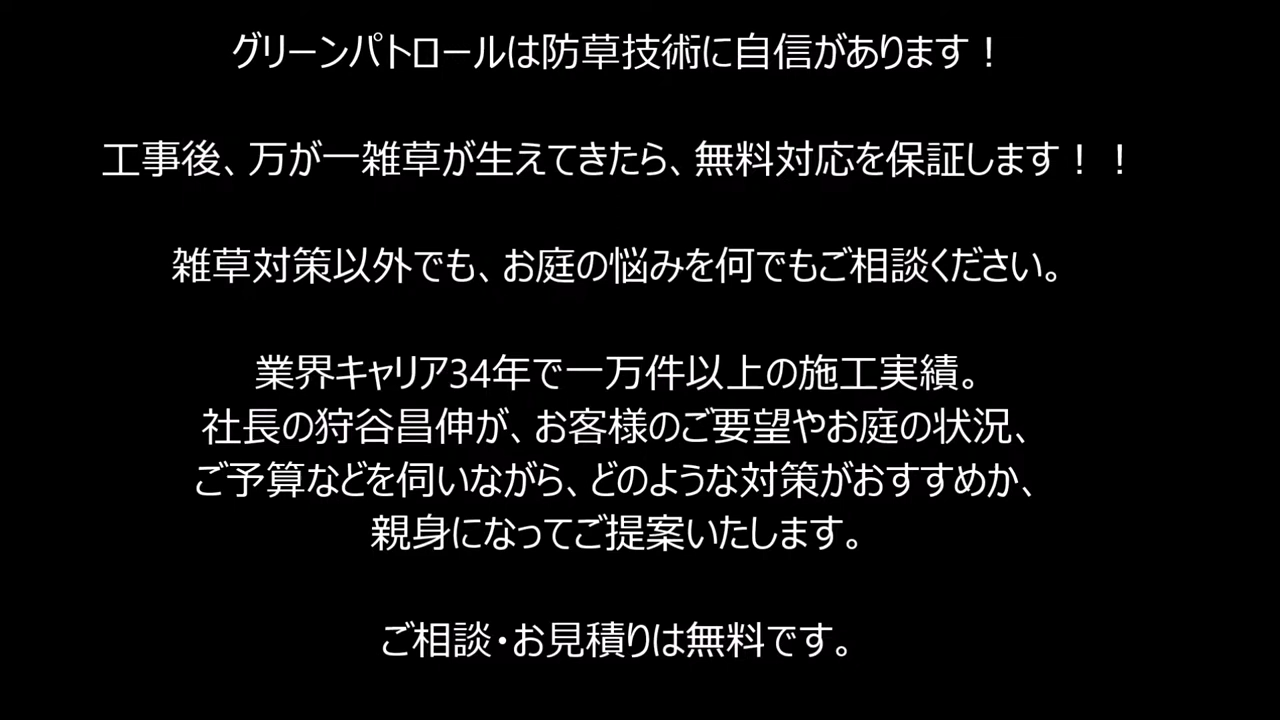 グリーンパトロールは防草技術に自信があります！
工事後、万が一雑草が生えてきたら、無料対応を保証します！！
雑草対策以外でも、お庭の悩みを何でもご相談ください。
業界キャリア34年で一万件以上の施工実績。
社長の狩谷昌伸が、お客様のご要望やお庭の状況、
ご予算などを伺いながら、どのような対策がおすすめか、
親身になってご提案いたします。
ご相談・お見積りは無料です。